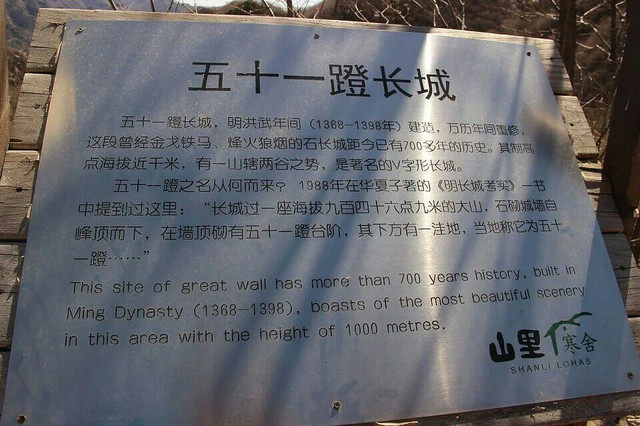 五十一蹬长城
五十一蹬长城，明洪武年间（1368-1398年）建造，万历年间重修，
这段曾经金戈铁马、烽火狼烟的石长城距今已有700多年的历史。其制高
点海拔近千米，有一山辖两谷之势，是著名的V字形长城。
五十一蹬之名从何而来？1988年在华夏子著的《明长城考实》一书
中提到过这里：“长城过一座海拔九百四十六点九米的大山，石砌城墙自
峰顶而下，在墙顶砌有五十一蹬台阶，其下方有一洼地，当地称它为五十
一蹬……”
This site of great wall has more than 700 years history, built in
Ming Dynasty (1368-1398), boasts of the most beautiful scenery
in this area with the height of 1000 metres.
山里寒舍
SHANLI LOHAS